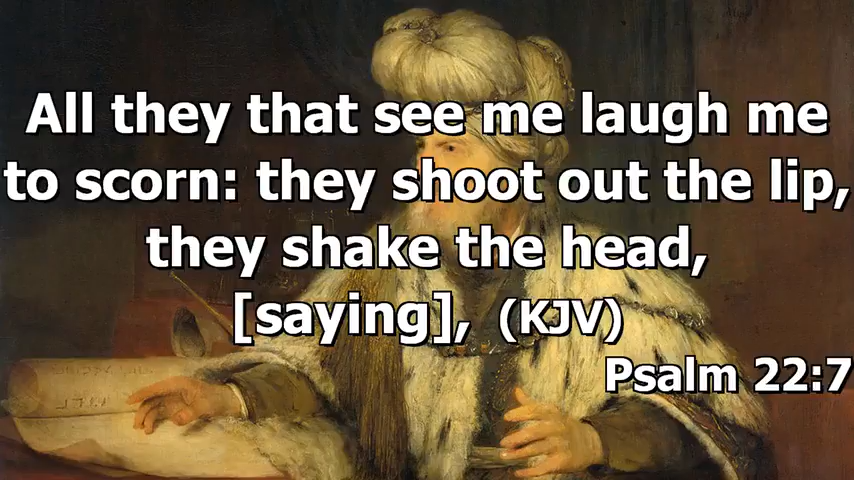 All they that see me laugh me
to scorn: they shoot out the lip,
they shake the head,
[saying], (KJV)
Psalm 22:7